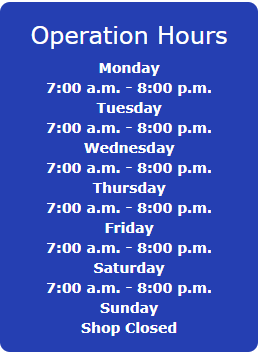 Operation Hours
Monday
7:00 a.m. - 8:00 p.m.
Tuesday
7:00 a.m. - 8:00 p.m.
Wednesday
7:00 a.m. - 8:00 p.m.
Thursday
7:00 a.m. - 8:00 p.m.
Friday
7:00 a.m. - 8:00 p.m.
Saturday
7:00 a.m. - 8:00 p.m.
Sunday
Shop Closed